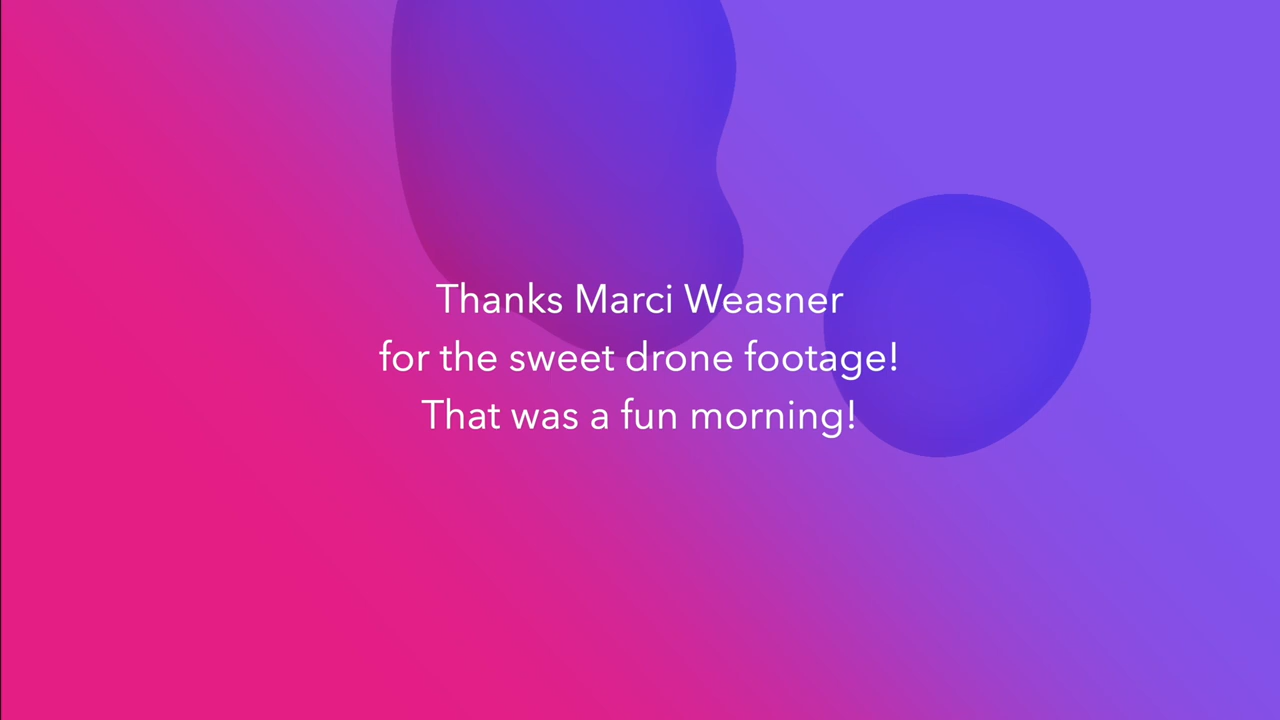 Thanks Marci Weasner
for the sweet drone footage!
That was a fun morning!